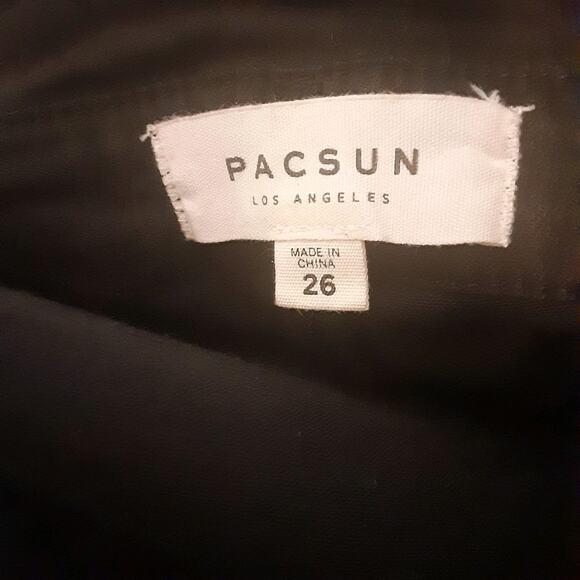 PACSUN
LOS ANGELES
MADE IN
CHINA
26